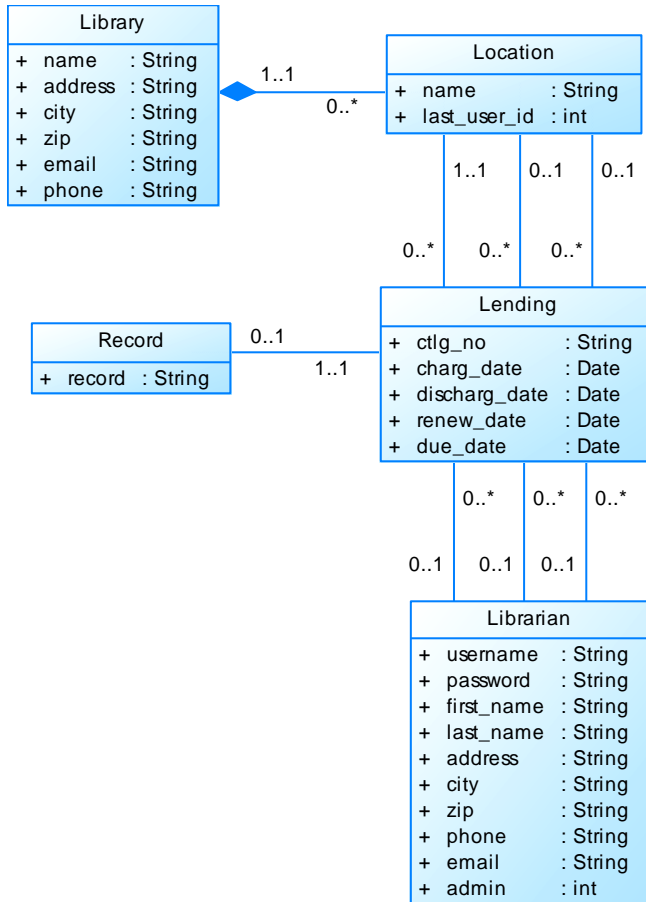 Library
+ name : String
+ address : String
+ city : String
+ zip : String
+ email : String
+ phone : String
1..1
0..*
Location
+ name : String
+ last_user_id : int
1..1
0..1
0..1
0..*
0..*
0..*
Record
+ record : String
0..1
1..1
Lending
+ ctlg_no : String
+ charg_date : Date
+ discharg_date : Date
+ renew_date : Date
+ due_date : Date
0..*
0..*
0..*
0..1
0..1
0..1
Librarian
+ username : String
+ password : String
+ first_name : String
+ last_name : String
+ address : String
+ city : String
+ zip : String
+ phone : String
+ email : String
+ admin : int